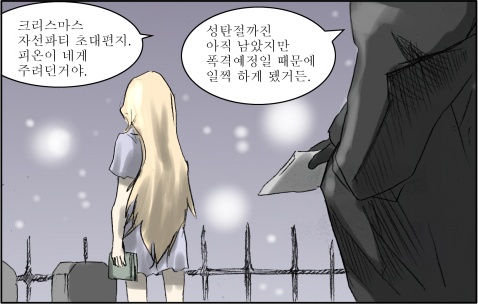 크리스마스
자선파티 초대편지.
피온이 네게
주려던거야.
성탄절까진
아직 남았지만
폭격예정일 때문에
일찍 하게 됐거든.